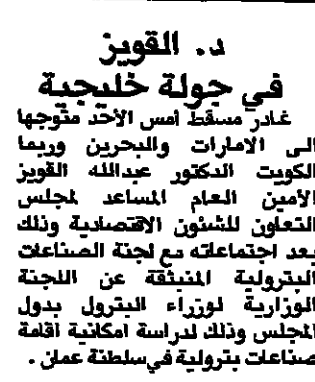 د. القويز
في جولة خليجية
غادر مسقط امس الأحد متوجها
الى الامارات والبحرين وربما
الكويت الدكتور عبدالله القويز
الأمين العام المساعد لمجلس
التعاون للشئون الاقتصادية وذلك
بعد اجتماعاته مع لجنة الصناعات
البترولية المنبثقة عن اللجنة
الوزارية لوزراء البترول بدول
المجلس وذلك لدراسة امكانية اقامة
صناعات بترولية في سلطنة عمان .